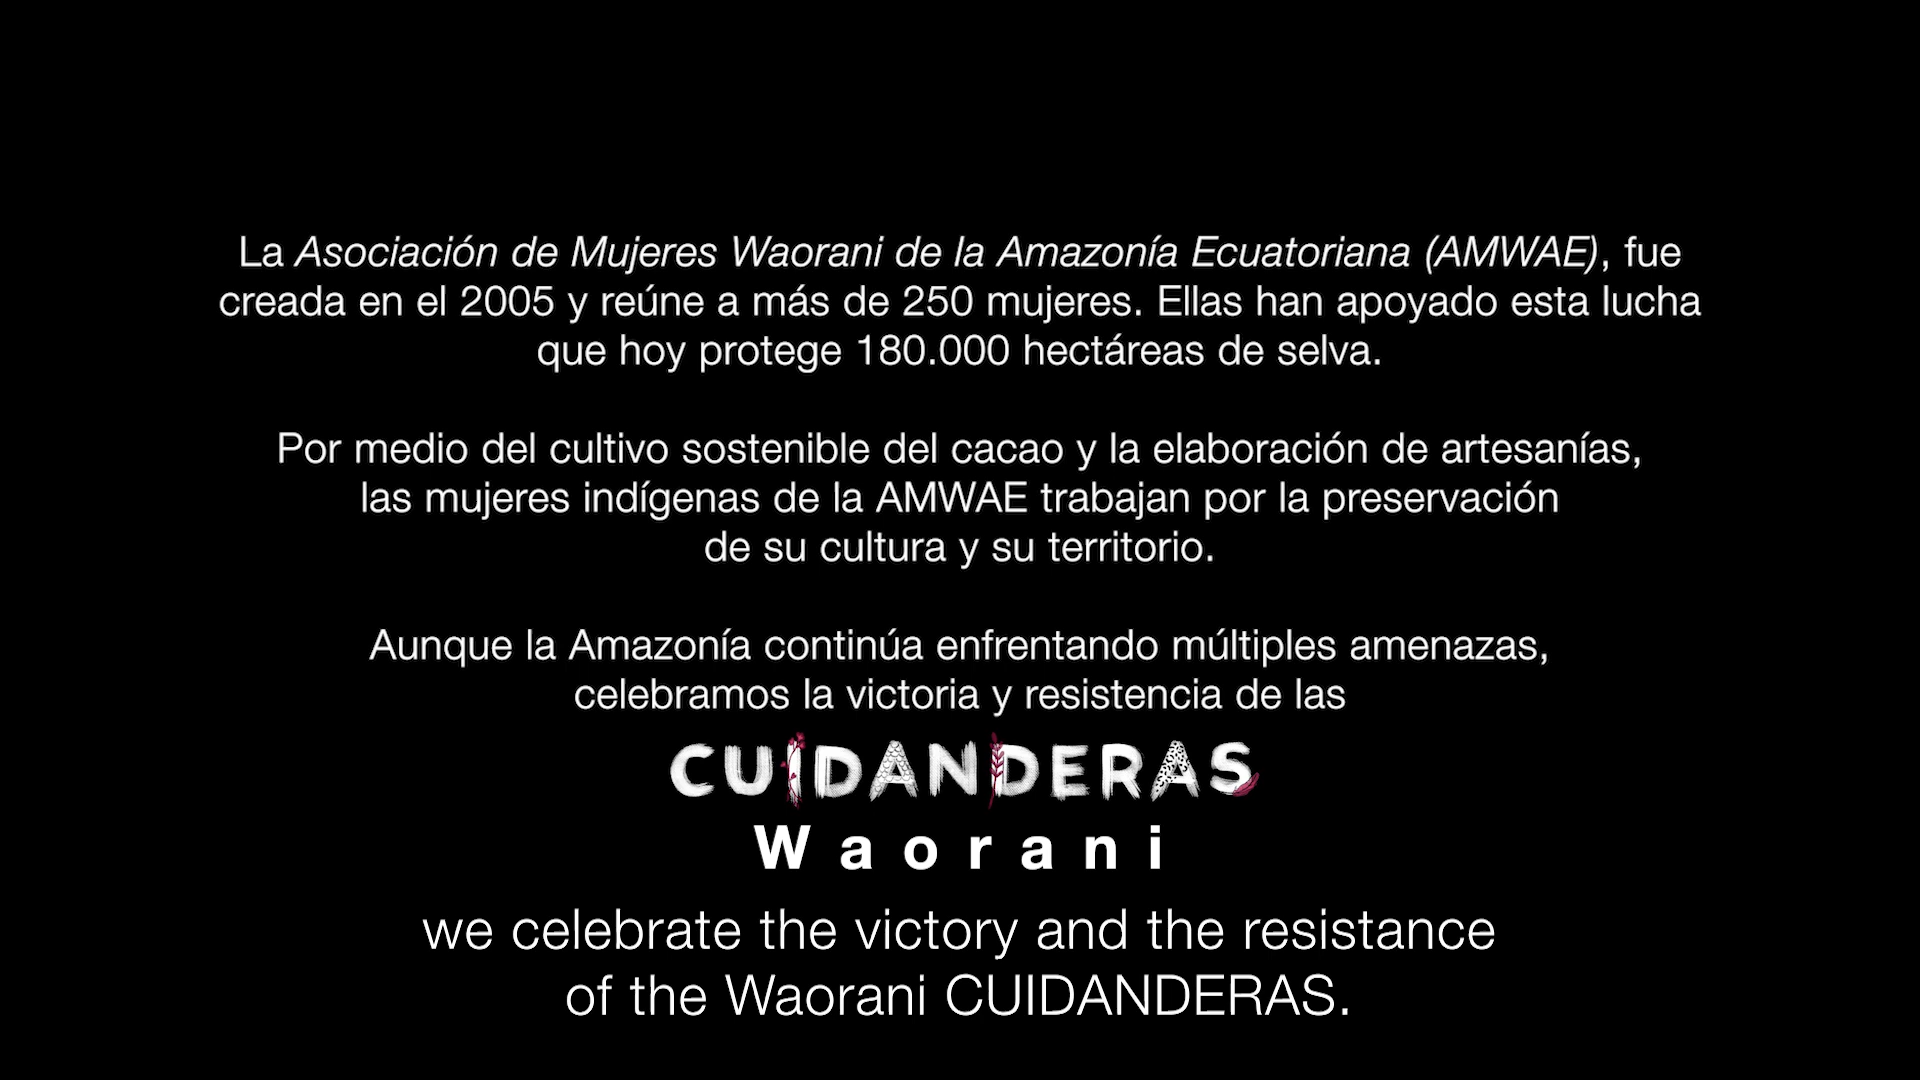 La Asociación de Mujeres Waorani de la Amazonía Ecuatoriana (AMWAE), fue
creada en el 2005 y reúne a más de 250 mujeres. Ellas han apoyado esta lucha
que hoy protege 180.000 hectáreas de selva.
Por medio del cultivo sostenible del cacao y la elaboración de artesanías,
las mujeres indígenas de la AMWAE trabajan por la preservación
de su cultura y su territorio.
Aunque la Amazonía continúa enfrentando múltiples amenazas,
celebramos la victoria y resistencia de las
CUIDANDERAS
Waorani
we celebrate the victory and the resistance
of the Waorani CUIDANDERAS.